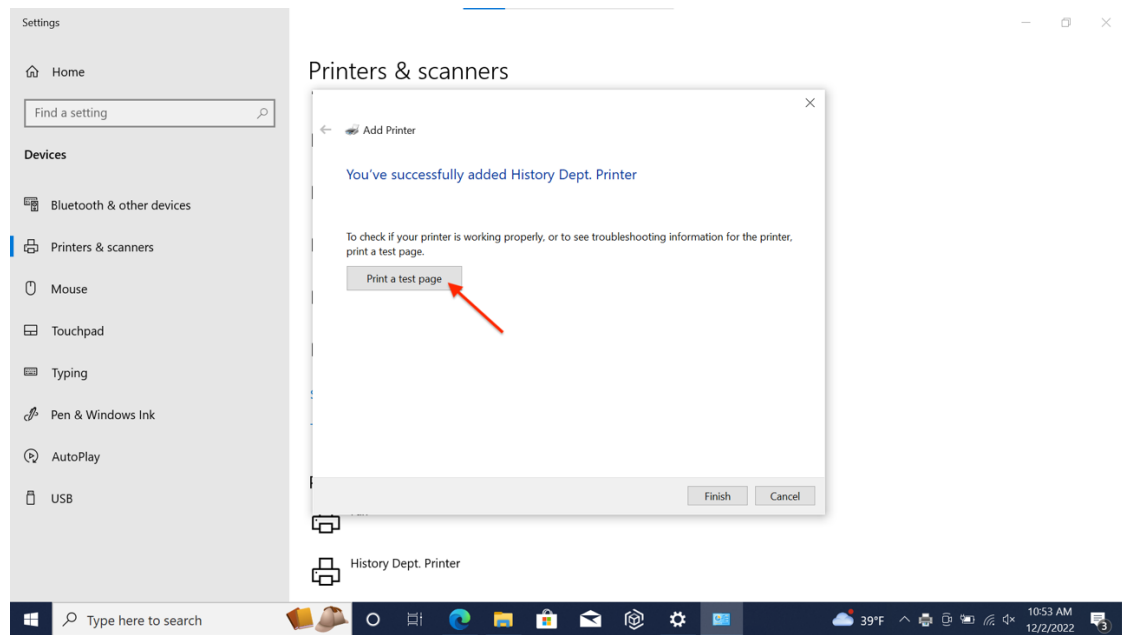 Settings
Home
Find a setting
Devices
Bluetooth & other devices
Printers & scanners
Mouse
Touchpad
Typing
Pen & Windows Ink
AutoPlay
USB
Printers & scanners
Add Printer
You've successfully added History Dept. Printer
To check if your printer is working properly, or to see troubleshooting information for the printer,
print a test page.
Print a test page
Finish
Cancel
History Dept. Printer
Type here to search
39°F
10:53 AM
12/2/2022
3